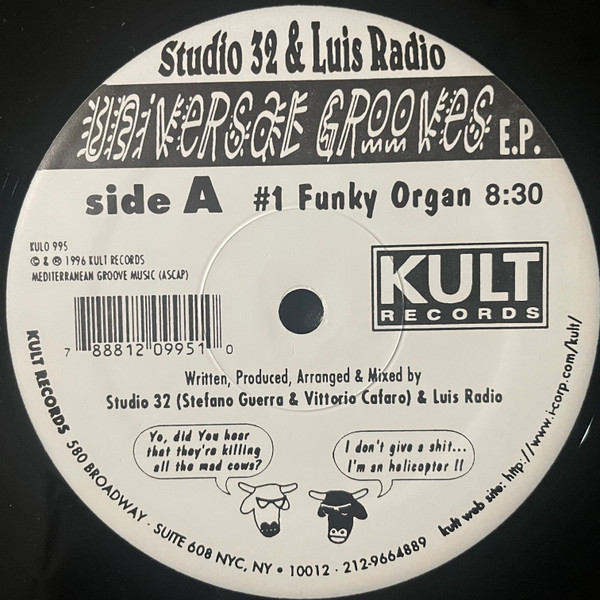 Studio 32 & Luis Radio
UNiVERSAL GROOVES E.P.
side A #1 Funky Organ 8:30
KULO 995
© & ℗ 1996 KULT RECORDS
MEDITERRANEAN GROOVE MUSIC (ASCAP)
KULT
RECORDS
7 88812 09951 0
Written, Produced, Arranged & Mixed by
Studio 32 (Stefano Guerra & Vittorio Cafaro) & Luis Radio
Yo, did You hear
that they're killing
all the mad cows?
I don't give a shit...
I'm an helicopter !!
KULT RECORDS 580 BROADWAY · SUITE 608 NYC, NY • 10012 · 212-9664889
kult web site: http://www.i-corp.com/kult/